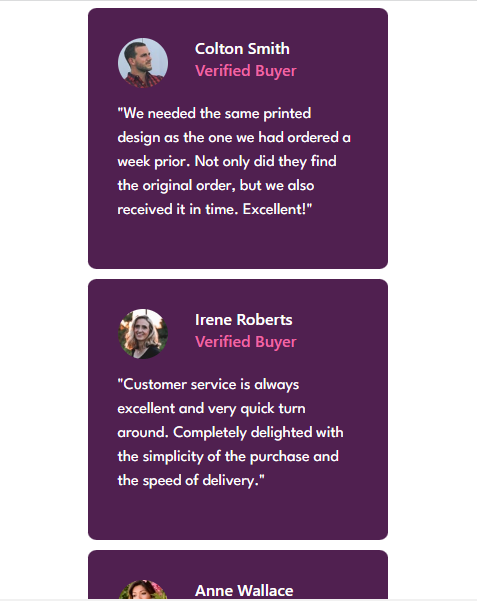 Colton Smith
Verified Buyer
"We needed the same printed
design as the one we had ordered a
week prior. Not only did they find
the original order, but we also
received it in time. Excellent!"
Irene Roberts
Verified Buyer
"Customer service is always
excellent and very quick turn
around. Completely delighted with
the simplicity of the purchase and
the speed of delivery."
Anne Wallace